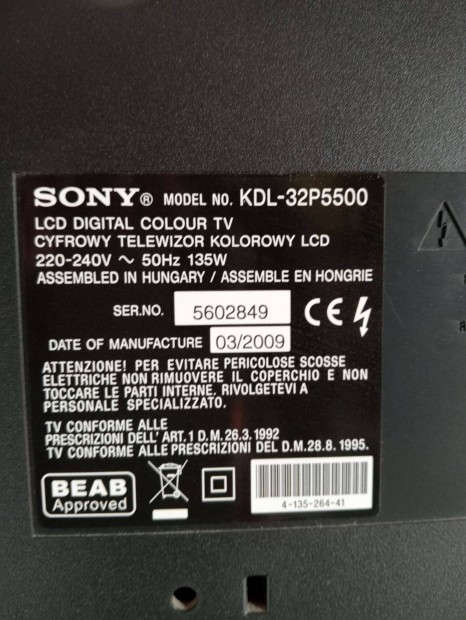 SONY® MODEL NO. KDL-32P5500
LCD DIGITAL COLOUR TV
CYFROWY TELEWIZOR KOLOROWY LCD
220-240V ~ 50Hz 135W
ASSEMBLED IN HUNGARY / ASSEMBLE EN HONGRIE
SER.NO. 5602849
CE
DATE OF MANUFACTURE 03/2009
ATTENZIONE! PER EVITARE PERICOLOSE SCOSSE
ELETTRICHE NON RIMUOVERE IL COPERCHIO E NON
TOCCARE LE PARTI INTERNE. RIVOLGETEVI A
PERSONALE SPECIALIZZATO.
TV CONFORME ALLE
PRESCRIZIONI DELL' ART.1 D.M.26.3.1992
TV CONFORME ALLE PRESCRIZIONI DEL D.M.28.8.1995.
BEAB
Approved
4-135-264-41